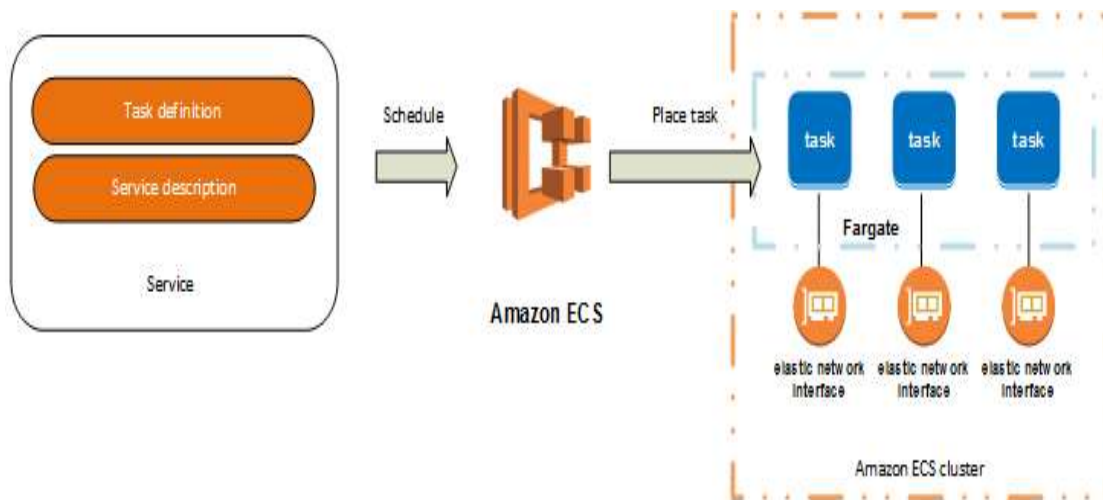 Task definition
Service description
Service
Schedule
Amazon ECS
Place task
task
task
task
Fargate
elastic network
interface
elastic network
interface
elastic network
interface
Amazon ECS cluster